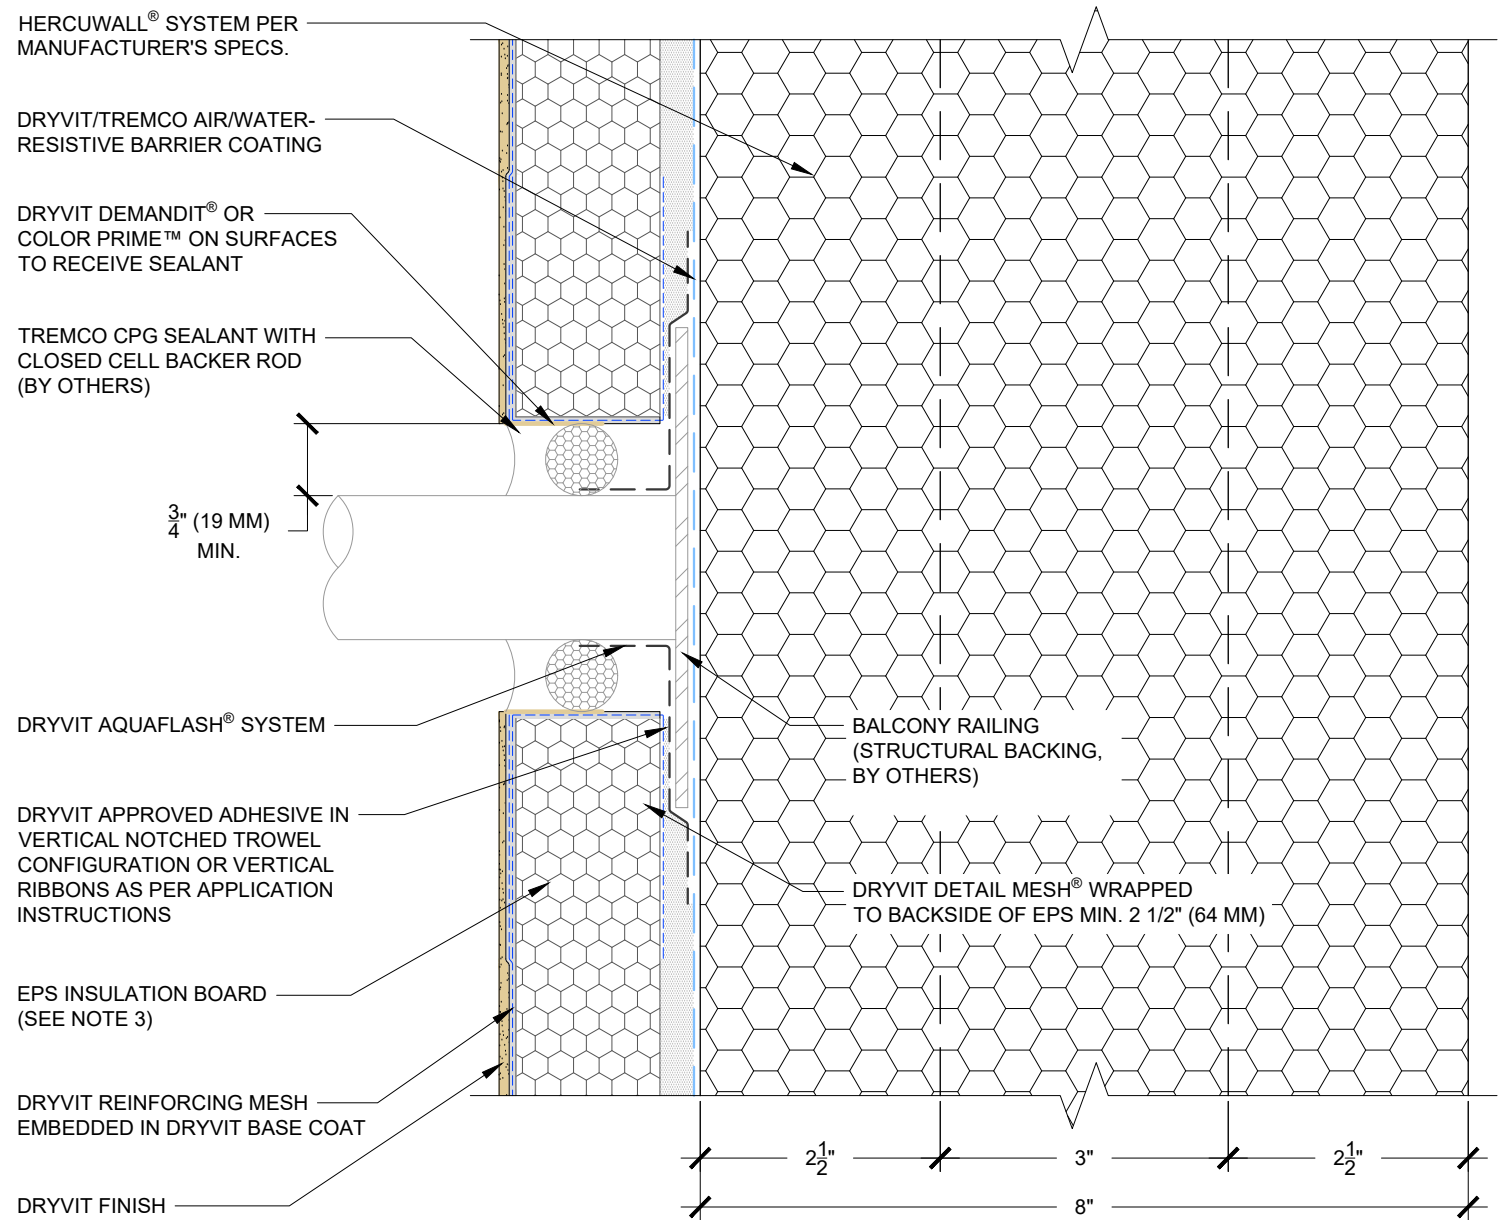 HERCUWALL® SYSTEM PER
MANUFACTURER'S SPECS.
DRYVIT/TREMCO AIR/WATER-
RESISTIVE BARRIER COATING
DRYVIT DEMANDIT® OR
COLOR PRIME™ ON SURFACES
TO RECEIVE SEALANT
TREMCO CPG SEALANT WITH
CLOSED CELL BACKER ROD
(BY OTHERS)
3/4" (19 MM)
MIN.
DRYVIT AQUAFLASH® SYSTEM
DRYVIT APPROVED ADHESIVE IN
VERTICAL NOTCHED TROWEL
CONFIGURATION OR VERTICAL
RIBBONS AS PER APPLICATION
INSTRUCTIONS
EPS INSULATION BOARD
(SEE NOTE 3)
DRYVIT REINFORCING MESH
EMBEDDED IN DRYVIT BASE COAT
DRYVIT FINISH
BALCONY RAILING
(STRUCTURAL BACKING,
BY OTHERS)
DRYVIT DETAIL MESH® WRAPPED
TO BACKSIDE OF EPS MIN. 2 1/2" (64 MM)
2 1/2" 3" 2 1/2"
8"